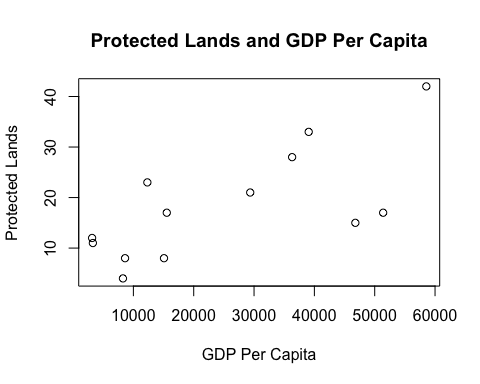 Protected Lands and GDP Per Capita
Protected Lands
40
30
20
10
10000 20000 30000 40000 50000 60000
GDP Per Capita